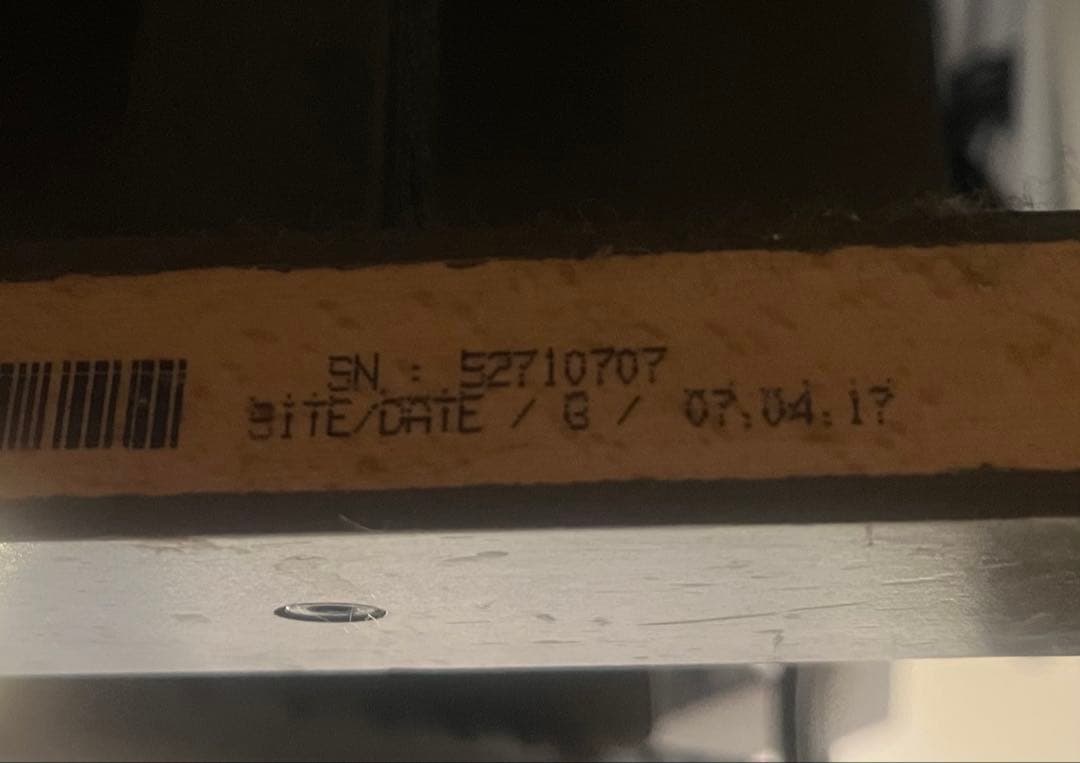 SN : 52710707
SITE/DATE / G / 07.04.17